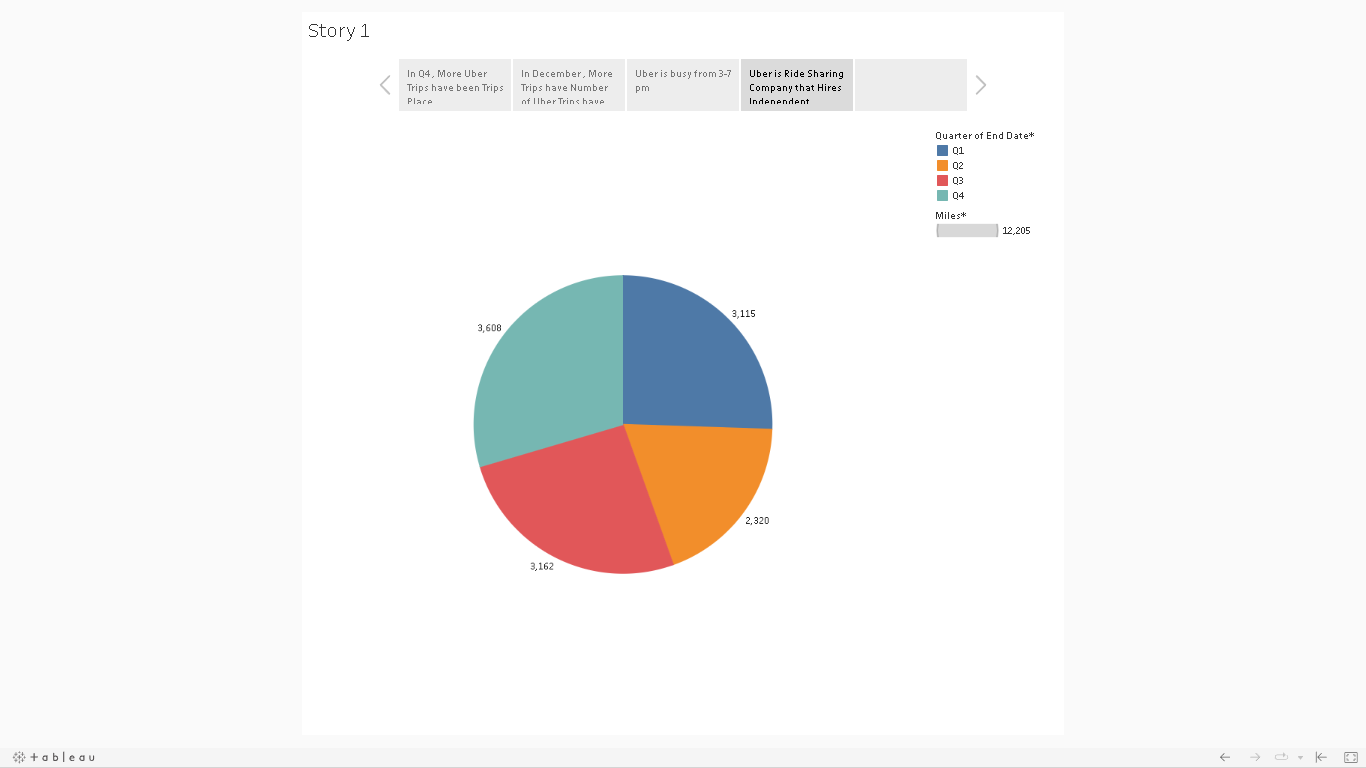 Story 1
In Q4 , More Uber
Trips have been Trips
Place
In December , More
Trips have Number
of Uber Trips have
Uber is busy from 3-7
pm
Uber is Ride Sharing
Company that Hires
Independent
Quarter of End Date*
Q1
Q2
Q3
Q4
Miles*
12,205
3,115
3,608
2,320
3,162
+ableau